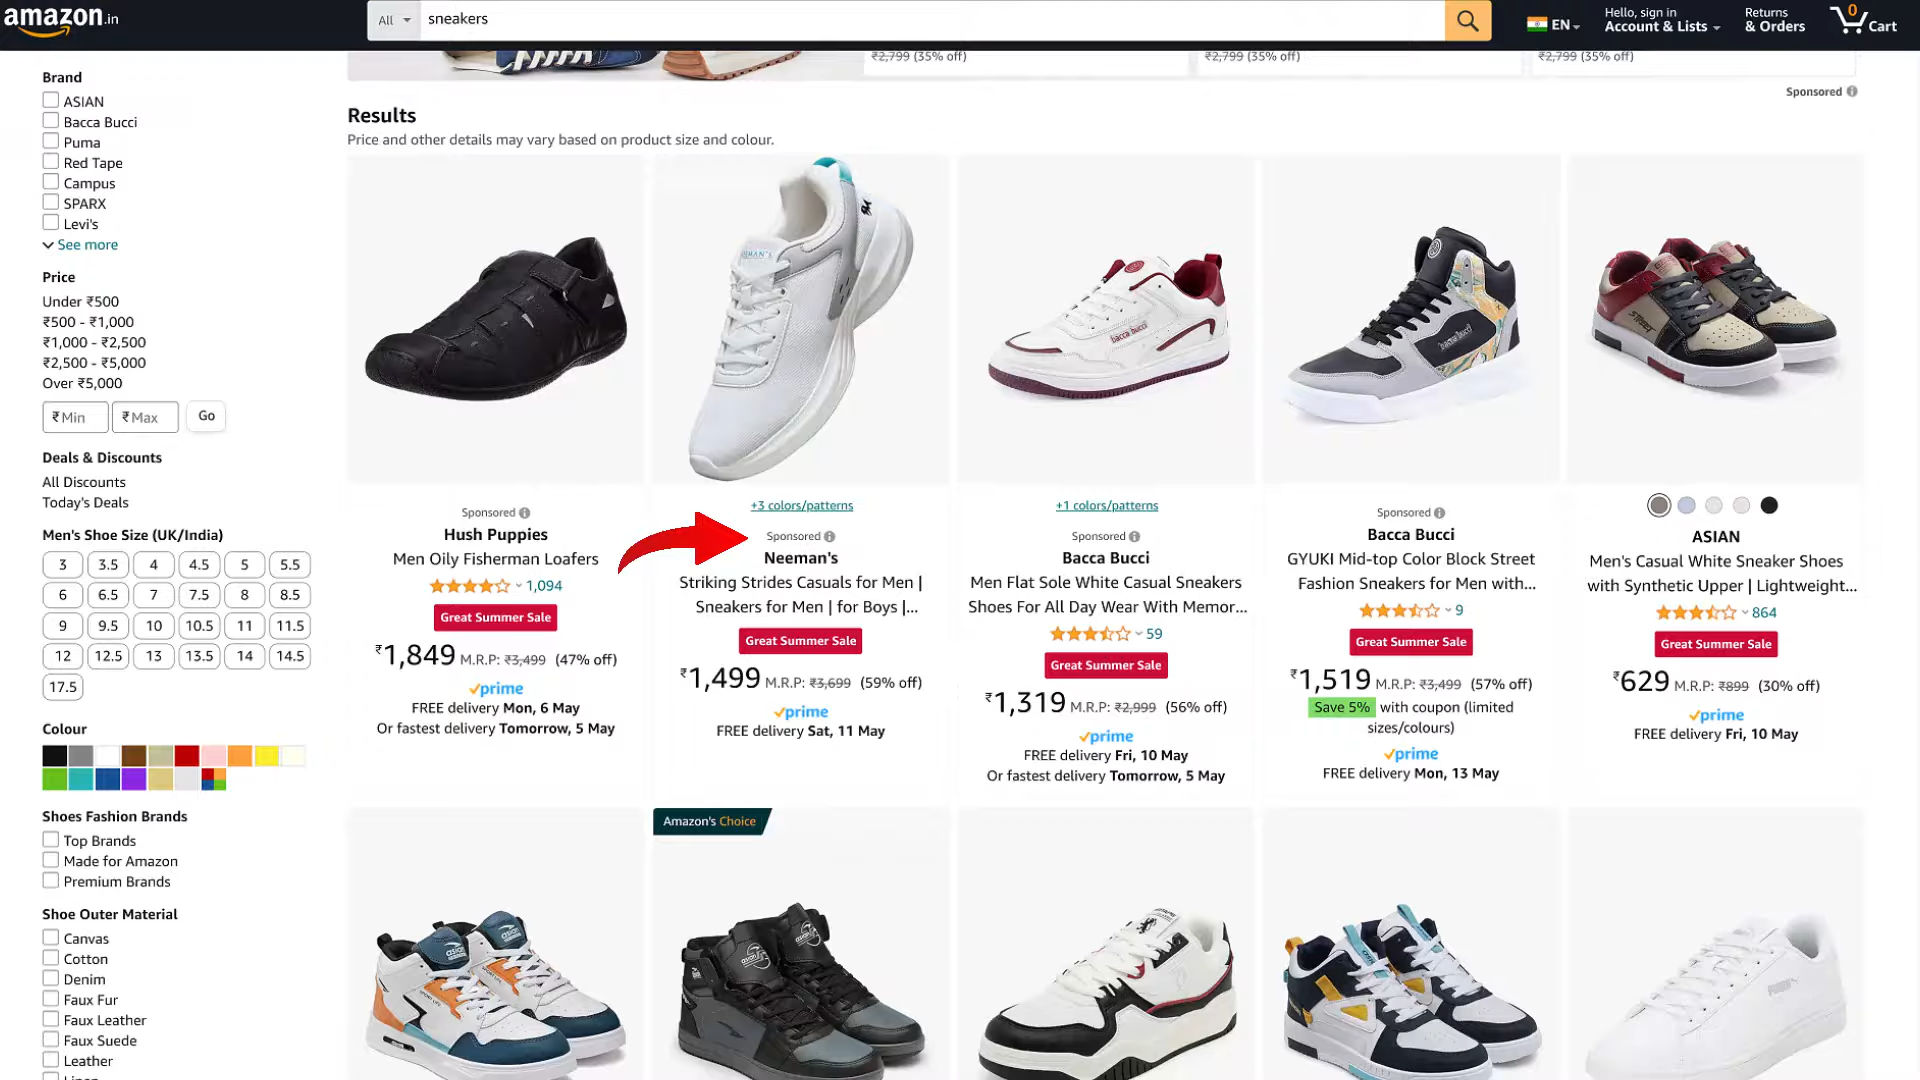 amazon.in
All
sneakers
EN
Hello, sign in
Account & Lists
Returns
& Orders
0
Cart
₹2,799 (35% off)
₹2,799 (35% off)
₹2,799 (35% off)
Sponsored
Brand
ASIAN
Bacca Bucci
Puma
Red Tape
Campus
SPARX
Levi's
See more
Price
Under ₹500
₹500 - ₹1,000
₹1,000 - ₹2,500
₹2,500 - ₹5,000
Over ₹5,000
₹ Min
₹ Max
Go
Deals & Discounts
All Discounts
Today's Deals
Men's Shoe Size (UK/India)
3 3.5 4 4.5 5 5.5
6 6.5 7 7.5 8 8.5
9 9.5 10 10.5 11 11.5
12 12.5 13 13.5 14 14.5
17.5
Colour
Shoes Fashion Brands
Top Brands
Made for Amazon
Premium Brands
Shoe Outer Material
Canvas
Cotton
Denim
Faux Fur
Faux Leather
Faux Suede
Leather
Results
Price and other details may vary based on product size and colour.
Sponsored
Hush Puppies
Men Oily Fisherman Loafers
1,094
Great Summer Sale
₹1,849 M.R.P: ₹3,499 (47% off)
prime
FREE delivery Mon, 6 May
Or fastest delivery Tomorrow, 5 May
+3 colors/patterns
Sponsored
Neeman's
Striking Strides Casuals for Men |
Sneakers for Men | for Boys |...
Great Summer Sale
₹1,499 M.R.P: ₹3,699 (59% off)
prime
FREE delivery Sat, 11 May
bacca bucci
+1 colors/patterns
Sponsored
Bacca Bucci
Men Flat Sole White Casual Sneakers
Shoes For All Day Wear With Memor...
59
Great Summer Sale
₹1,319 M.R.P: ₹2,999 (56% off)
prime
FREE delivery Fri, 10 May
Or fastest delivery Tomorrow, 5 May
bacca bucci
Sponsored
Bacca Bucci
GYUKI Mid-top Color Block Street
Fashion Sneakers for Men with...
9
Great Summer Sale
₹1,519 M.R.P: ₹3,499 (57% off)
Save 5% with coupon (limited
sizes/colours)
prime
FREE delivery Mon, 13 May
STREET
ASIAN
Men's Casual White Sneaker Shoes
with Synthetic Upper | Lightweight...
864
Great Summer Sale
₹629 M.R.P: ₹899 (30% off)
prime
FREE delivery Fri, 10 May
Amazon's Choice
asian
asian
PUMA